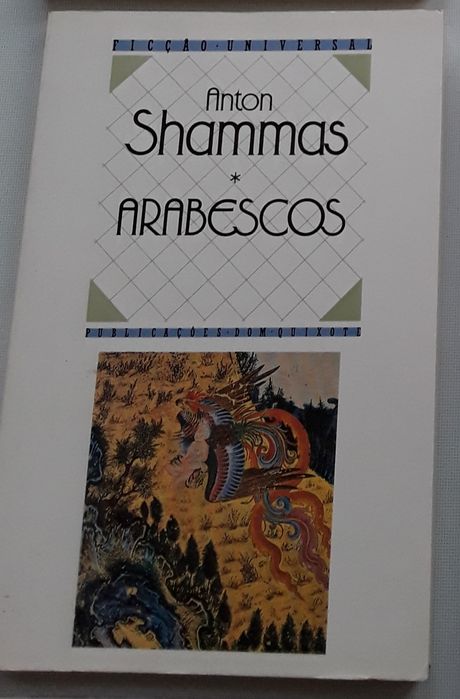 FICÇÃO · UNIVERSAL
Anton
Shammas
*
ARABESCOS
PUBLICAÇÕES · DOM · QUIXOTE